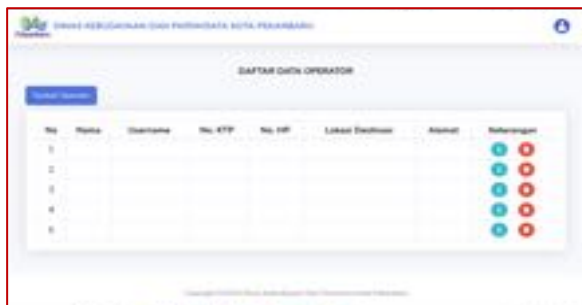 DINAS KEBUDAYAAN DAN PARIWISATA KOTA PEKANBARU
DAFTAR DATA OPERATOR
Tambah Operator
No Nama Username No. KTP No. HP Lokasi Destinasi Alamat Keterangan
1
2
3
4
5